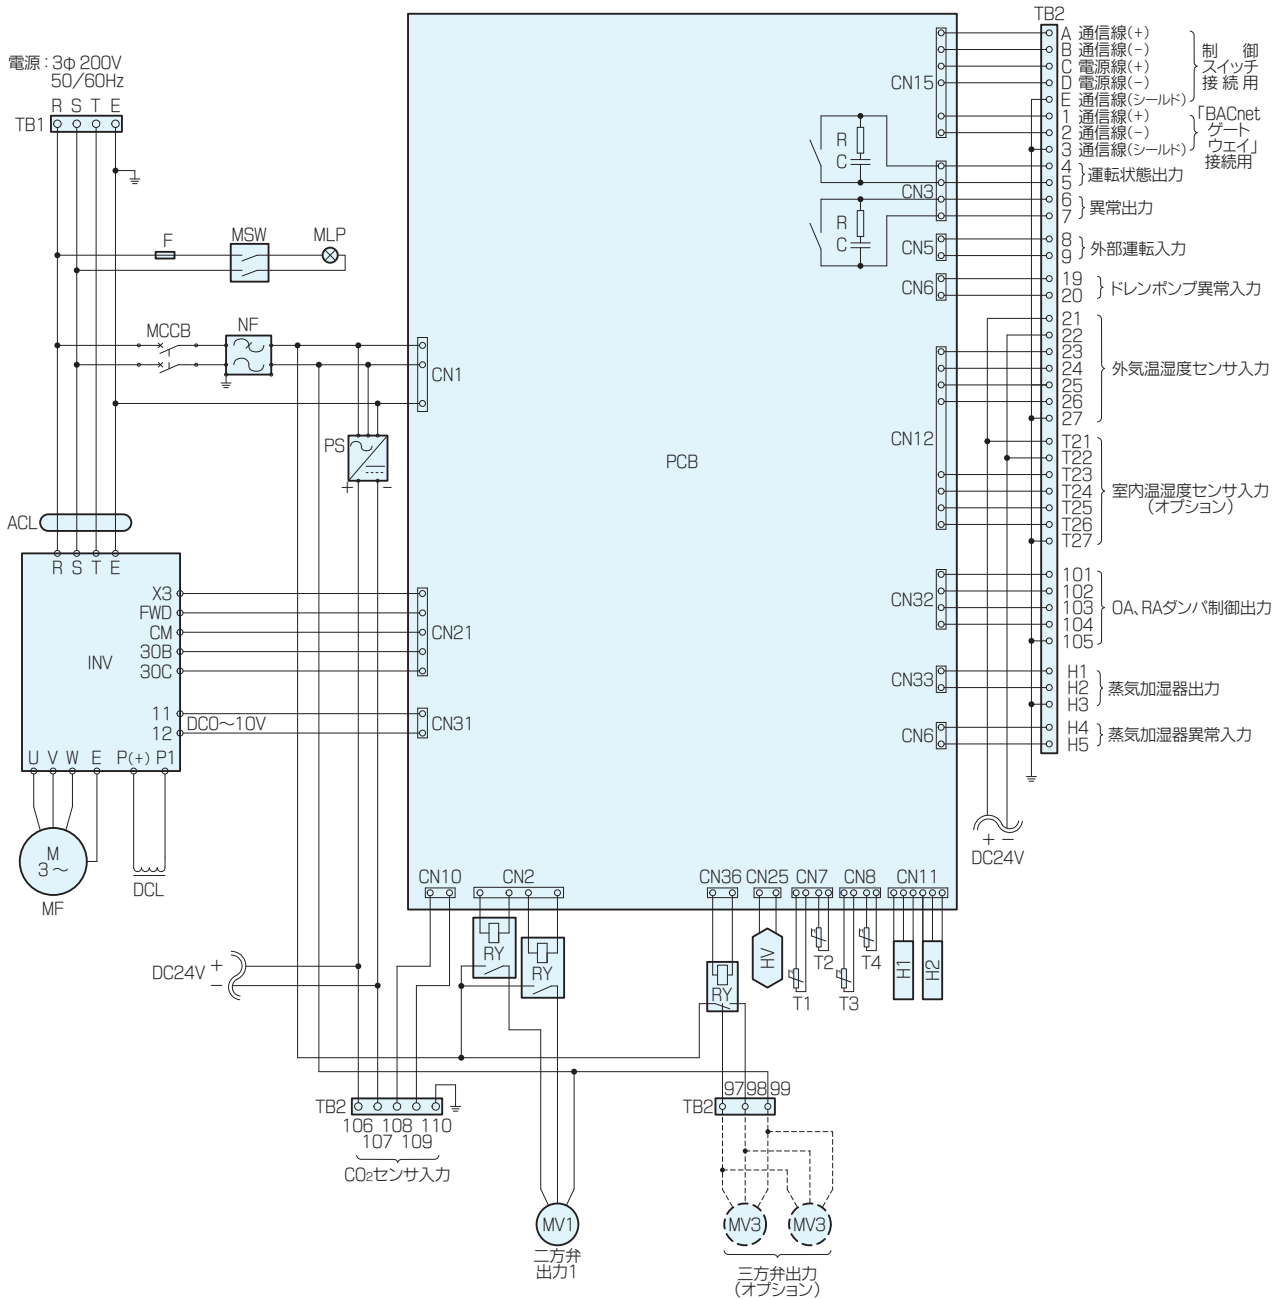 電源：3φ 200V
50/60Hz
R S T E
TB1
F
MSW
MLP
MCCB
NF
PS
+ −
ACL
R S T E
INV
X3
FWD
CM
30B
30C
11
12
DC0～10V
U V W E P(+) P1
M
3～
MF
DCL
PCB
CN1
CN21
CN31
CN15
R
C
CN3
R
C
CN5
CN6
CN12
CN32
CN33
CN6
TB2
A 通信線(+)
B 通信線(−)
C 電源線(+)
D 電源線(−)
E 通信線(シールド)
制御
スイッチ
接続用
1 通信線(+)
2 通信線(−)
3 通信線(シールド)
「BACnet
ゲート
ウェイ」
接続用
4
5
運転状態出力
6
7
異常出力
8
9
外部運転入力
19
20
ドレンポンプ異常入力
21
22
23
24
25
26
27
外気温湿度センサ入力
T21
T22
T23
T24
T25
T26
T27
室内温湿度センサ入力
(オプション)
101
102
103
104
105
OA、RAダンパ制御出力
H1
H2
H3
蒸気加湿器出力
H4
H5
蒸気加湿器異常入力
+ −
DC24V
CN10
CN2
CN36
CN25
CN7
CN8
CN11
RY
RY
RY
HV
T1
T2
T3
T4
H1
H2
DC24V +
−
TB2
106 108 110
107 109
CO₂センサ入力
MV1
二方弁
出力1
97 98 99
TB2
MV3
MV3
三方弁出力
(オプション)